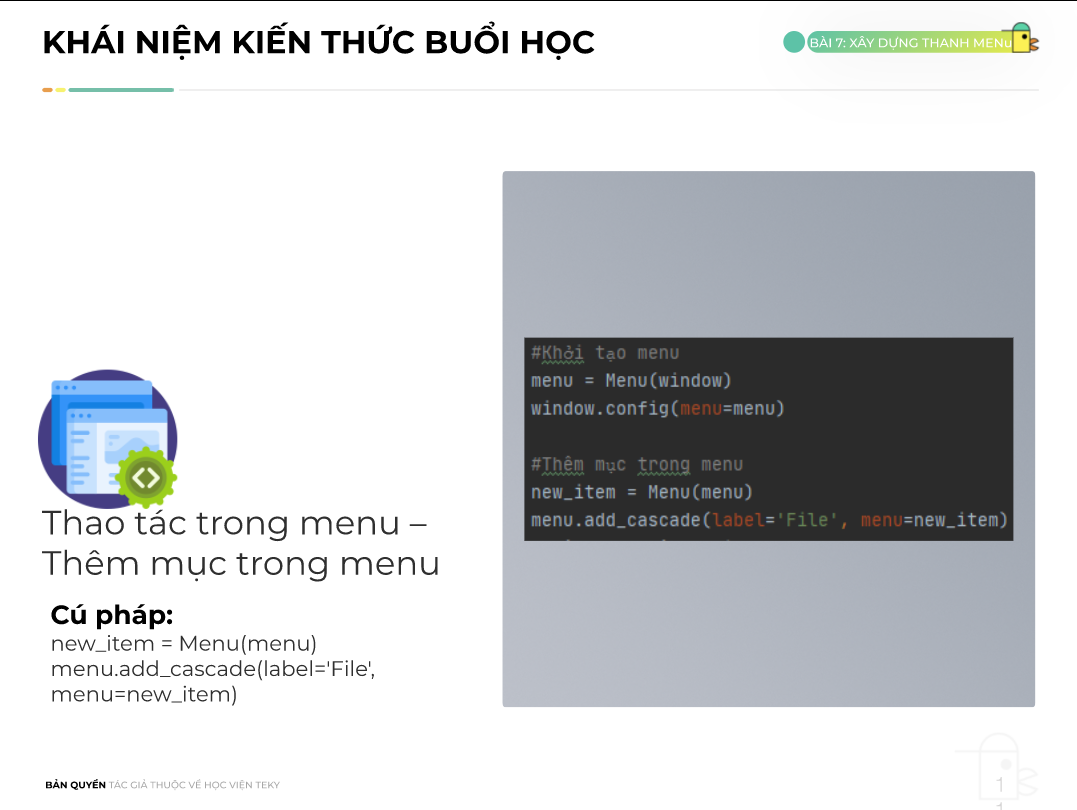 KHÁI NIỆM KIẾN THỨC BUỔI HỌC
BÀI 7: XÂY DỰNG THANH MENU
#Khởi tạo menu
menu = Menu(window)
window.config(menu=menu)
#Thêm mục trong menu
new_item = Menu(menu)
menu.add_cascade(label='File', menu=new_item)
Thao tác trong menu –
Thêm mục trong menu
Cú pháp:
new_item = Menu(menu)
menu.add_cascade(label='File',
menu=new_item)
BẢN QUYỀN TÁC GIẢ THUỘC VỀ HỌC VIỆN TEKY
1
1